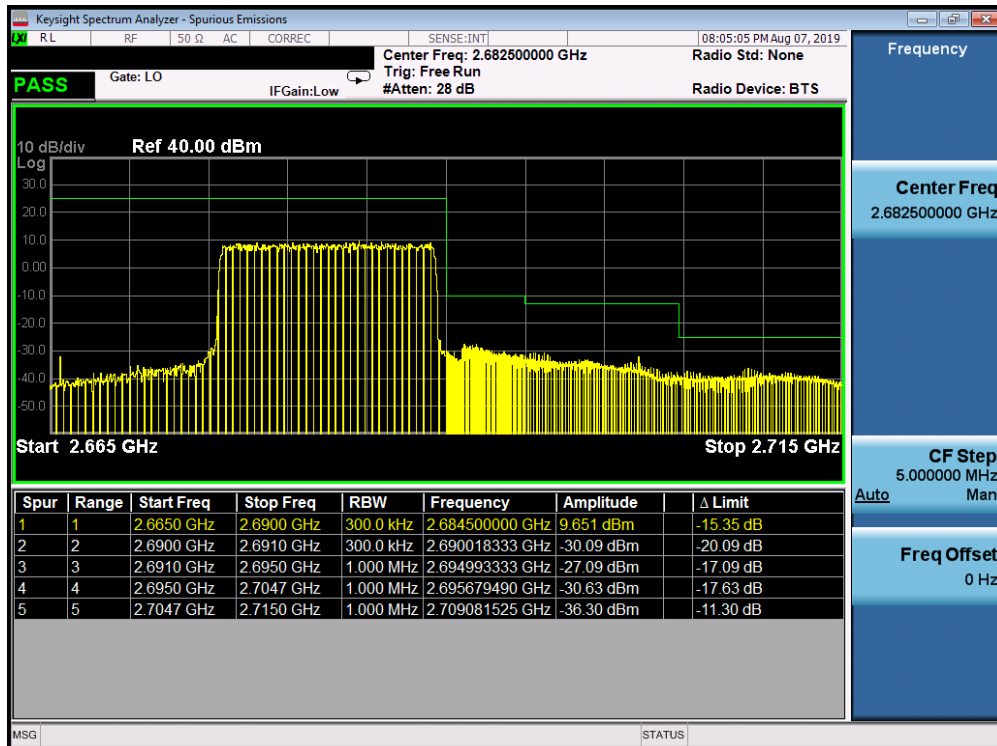 Keysight Spectrum Analyzer - Spurious Emissions
LXI RL RF 50 Ω AC CORREC SENSE:INT 08:05:05 PM Aug 07, 2019
Center Freq: 2.682500000 GHz Radio Std: None
Trig: Free Run
PASS Gate: LO IFGain:Low #Atten: 28 dB Radio Device: BTS
10 dB/div Ref 40.00 dBm
Log
30.0
20.0
10.0
0.00
-10.0
-20.0
-30.0
-40.0
-50.0
Start 2.665 GHz Stop 2.715 GHz
Spur Range Start Freq Stop Freq RBW Frequency Amplitude Δ Limit
1 1 2.6650 GHz 2.6900 GHz 300.0 kHz 2.684500000 GHz 9.651 dBm -15.35 dB
2 2 2.6900 GHz 2.6910 GHz 300.0 kHz 2.690018333 GHz -30.09 dBm -20.09 dB
3 3 2.6910 GHz 2.6950 GHz 1.000 MHz 2.694993333 GHz -27.09 dBm -17.09 dB
4 4 2.6950 GHz 2.7047 GHz 1.000 MHz 2.695679490 GHz -30.63 dBm -17.63 dB
5 5 2.7047 GHz 2.7150 GHz 1.000 MHz 2.709081525 GHz -36.30 dBm -11.30 dB
MSG STATUS
Frequency
Center Freq
2.682500000 GHz
CF Step
5.000000 MHz
Auto Man
Freq Offset
0 Hz